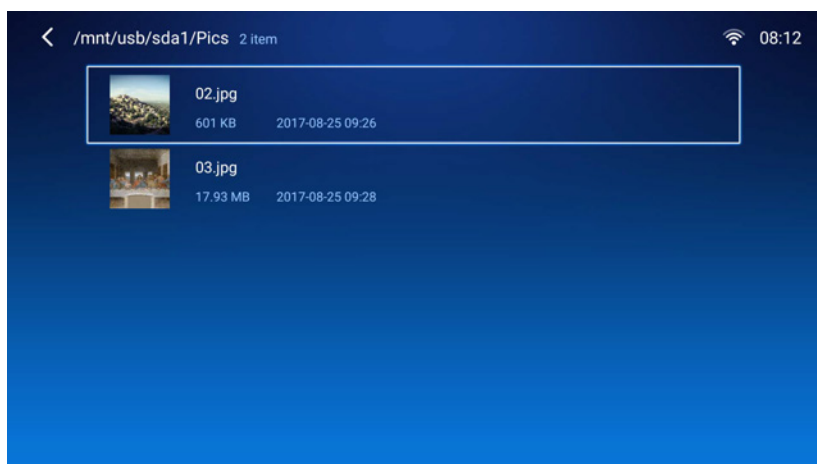 /mnt/usb/sda1/Pics 2 item 08:12
02.jpg
601 KB 2017-08-25 09:26
03.jpg
17.93 MB 2017-08-25 09:28